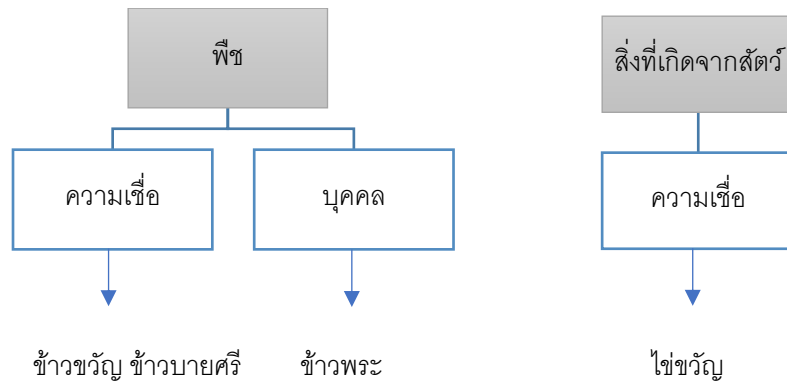 พืช
สิ่งที่เกิดจากสัตว์
ความเชื่อ
บุคคล
ความเชื่อ
ข้าวขวัญ ข้าวบายศรี
ข้าวพระ
ไข่ขวัญ